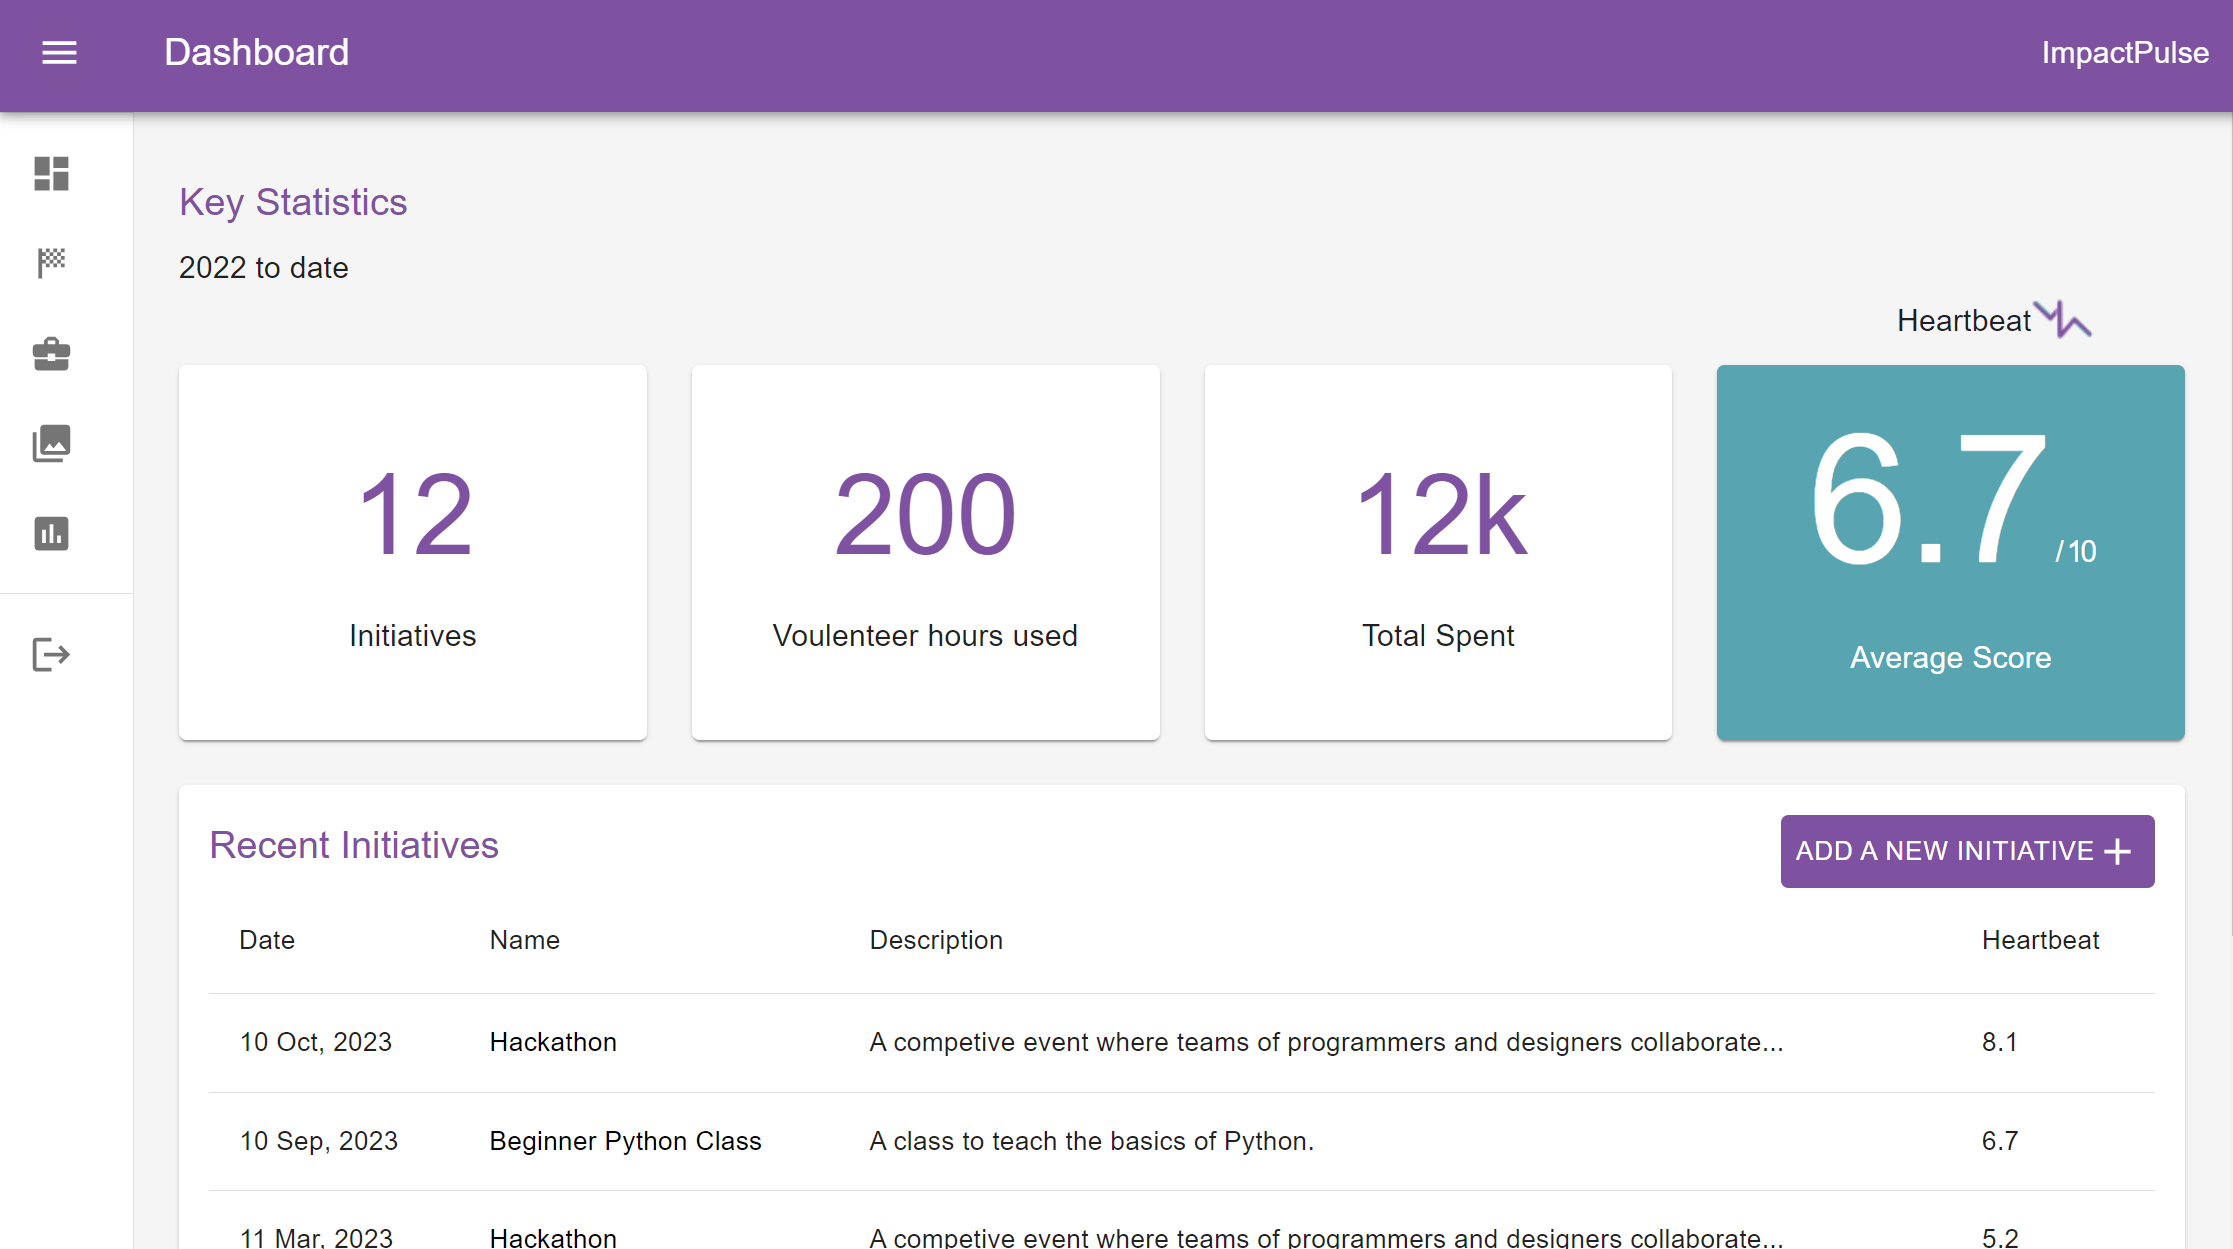 Dashboard
ImpactPulse
Key Statistics
2022 to date
Heartbeat
12
Initiatives
200
Voulenteer hours used
12k
Total Spent
6.7 /10
Average Score
Recent Initiatives
ADD A NEW INITIATIVE +
Date Name Description Heartbeat
10 Oct, 2023 Hackathon A competive event where teams of programmers and designers collaborate... 8.1
10 Sep, 2023 Beginner Python Class A class to teach the basics of Python. 6.7
11 Mar, 2023 Hackathon A competive event where teams of programmers and designers collaborate... 5.2